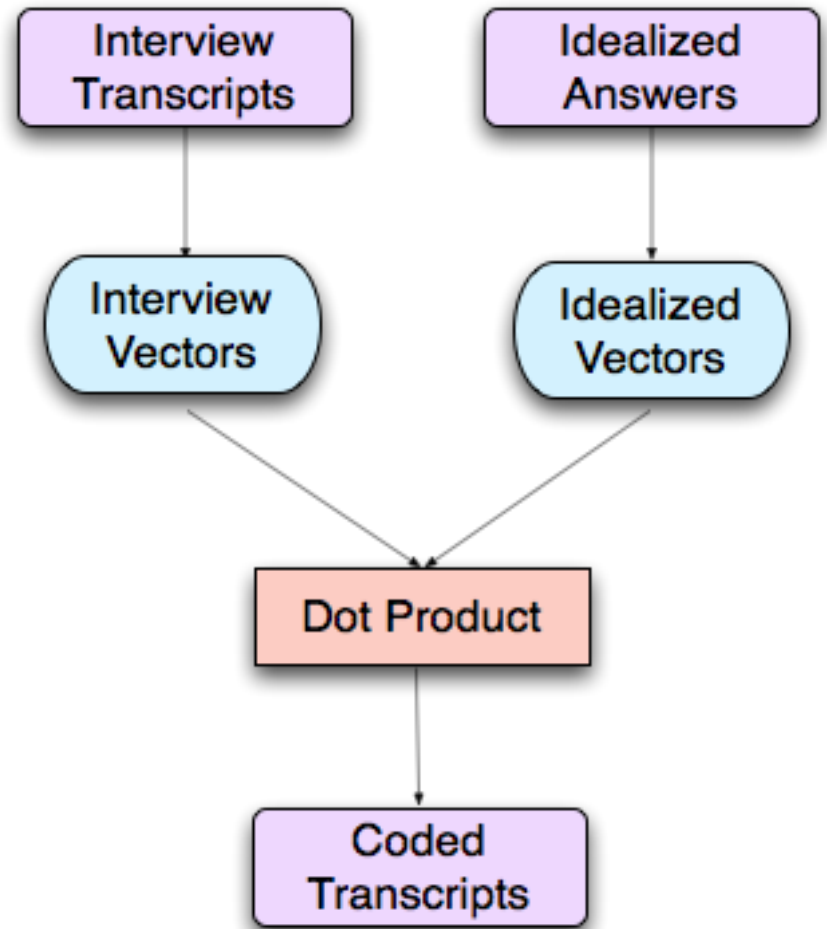 Interview
Transcripts
Idealized
Answers
Interview
Vectors
Idealized
Vectors
Dot Product
Coded
Transcripts